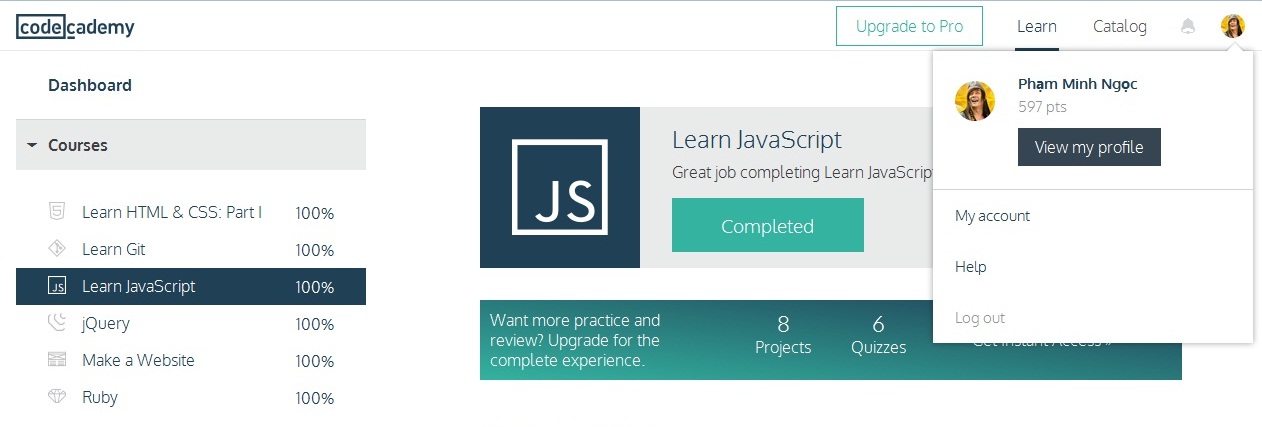 codecademy
Upgrade to Pro
Learn
Catalog
Dashboard
Courses
Learn HTML & CSS: Part I 100%
Learn Git 100%
JS Learn JavaScript 100%
jQuery 100%
Make a Website 100%
Ruby 100%
JS
Learn JavaScript
Great job completing Learn JavaScrip
Completed
Want more practice and
review? Upgrade for the
complete experience.
8
Projects
6
Quizzes
Get Instant Access »
Phạm Minh Ngọc
597 pts
View my profile
My account
Help
Log out